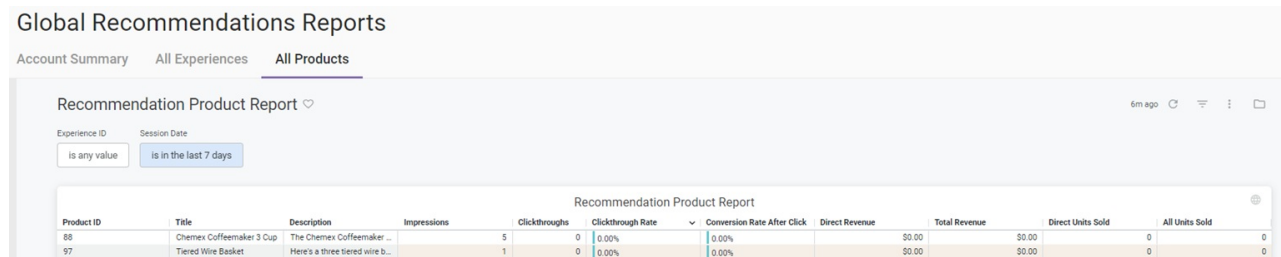 Global Recommendations Reports
Account Summary All Experiences All Products
Recommendation Product Report
6m ago
Experience ID Session Date
is any value is in the last 7 days
Recommendation Product Report
Product ID Title Description Impressions Clickthroughs Clickthrough Rate Conversion Rate After Click Direct Revenue Total Revenue Direct Units Sold All Units Sold
88 Chemex Coffeemaker 3 Cup The Chemex Coffeemaker ... 5 0 0.00% 0.00% $0.00 $0.00 0 0
97 Tiered Wire Basket Here's a three tiered wire b... 1 0 0.00% 0.00% $0.00 $0.00 0 0